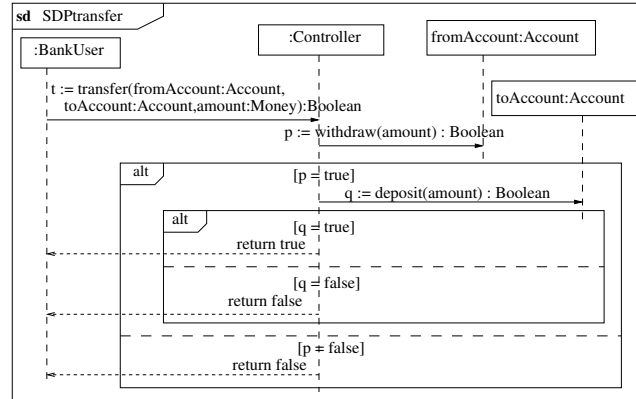 sd SDPtransfer
:BankUser
:Controller
fromAccount:Account
t := transfer(fromAccount:Account,
toAccount:Account,amount:Money):Boolean
toAccount:Account
p := withdraw(amount) : Boolean
alt
[p = true]
q := deposit(amount) : Boolean
alt
[q = true]
return true
[q = false]
return false
[p = false]
return false